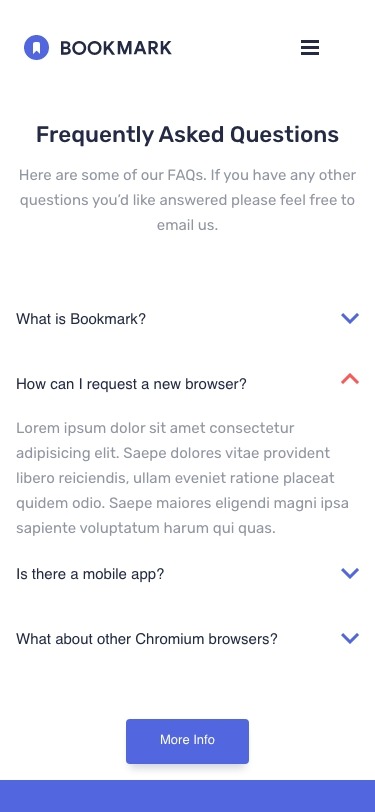 BOOKMARK
Frequently Asked Questions
Here are some of our FAQs. If you have any other
questions you’d like answered please feel free to
email us.
What is Bookmark?
How can I request a new browser?
Lorem ipsum dolor sit amet consectetur
adipisicing elit. Saepe dolores vitae provident
libero reiciendis, ullam eveniet ratione placeat
quidem odio. Saepe maiores eligendi magni ipsa
sapiente voluptatum harum qui quas.
Is there a mobile app?
What about other Chromium browsers?
More Info